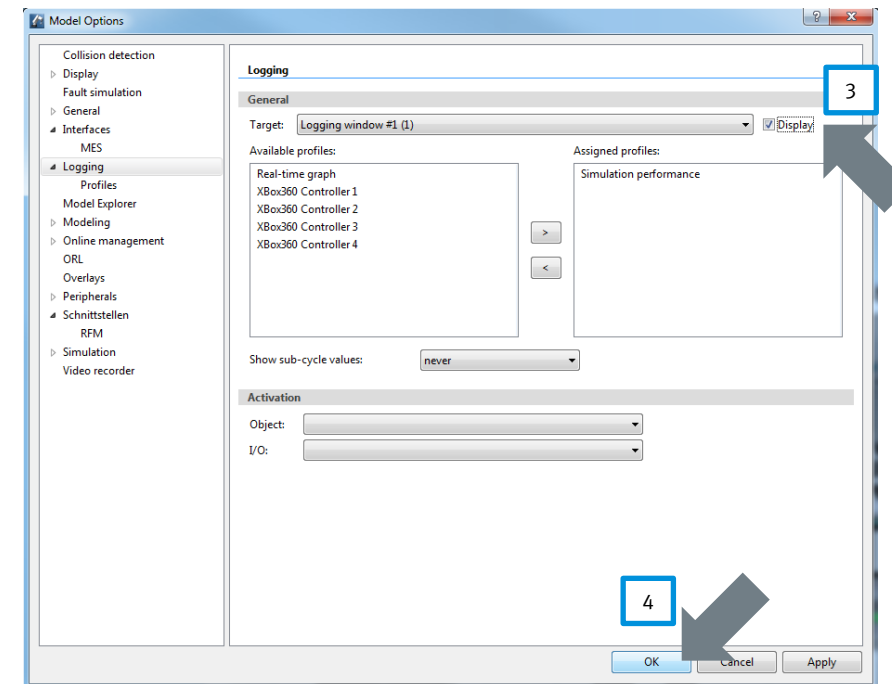 Model Options
Collision detection
Display
Fault simulation
General
Interfaces
MES
Logging
Profiles
Model Explorer
Modeling
Online management
ORL
Overlays
Peripherals
Schnittstellen
RFM
Simulation
Video recorder
Logging
General
Target: Logging window #1 (1) Display
3
Available profiles: Assigned profiles:
Real-time graph
XBox360 Controller 1
XBox360 Controller 2
XBox360 Controller 3
XBox360 Controller 4
Simulation performance
>
<
Show sub-cycle values: never
Activation
Object:
I/O:
4
OK Cancel Apply